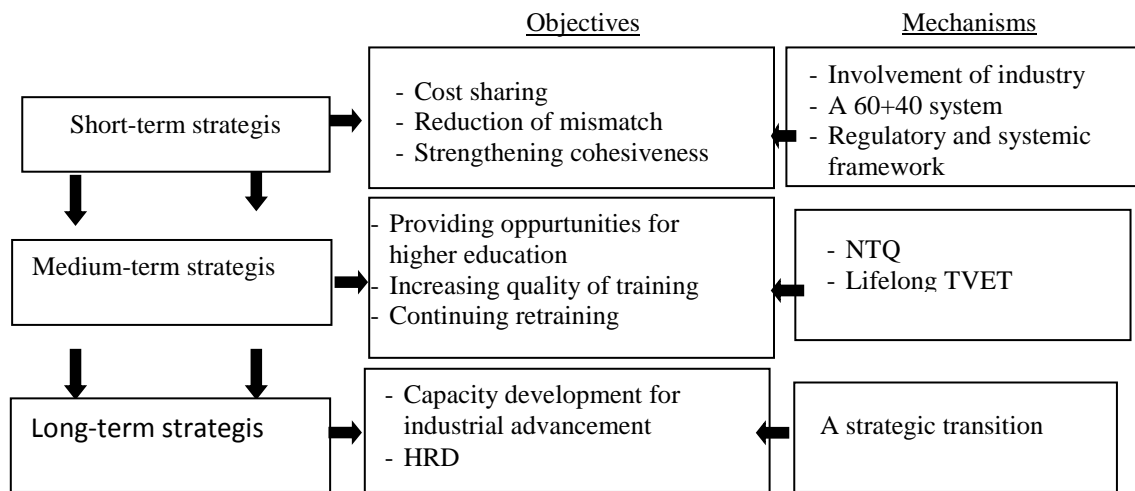 Objectives
Mechanisms
Short-term strategis
- Cost sharing
- Reduction of mismatch
- Strengthening cohesiveness
- Involvement of industry
- A 60+40 system
- Regulatory and systemic
framework
Medium-term strategis
- Providing oppurtunities for
higher education
- Increasing quality of training
- Continuing retraining
- NTQ
- Lifelong TVET
Long-term strategis
- Capacity development for
industrial advancement
- HRD
A strategic transition